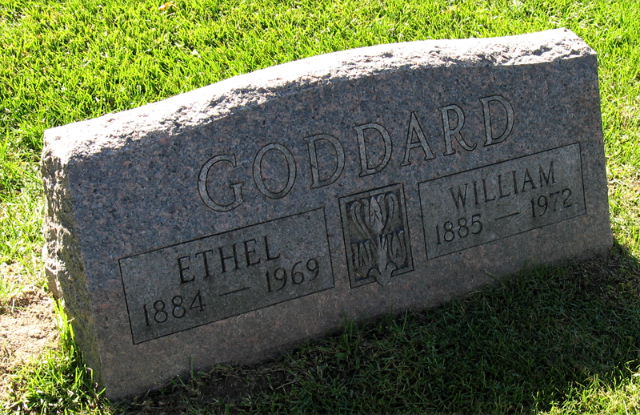 GODDARD
ETHEL
1884 — 1969
WILLIAM
1885 — 1972